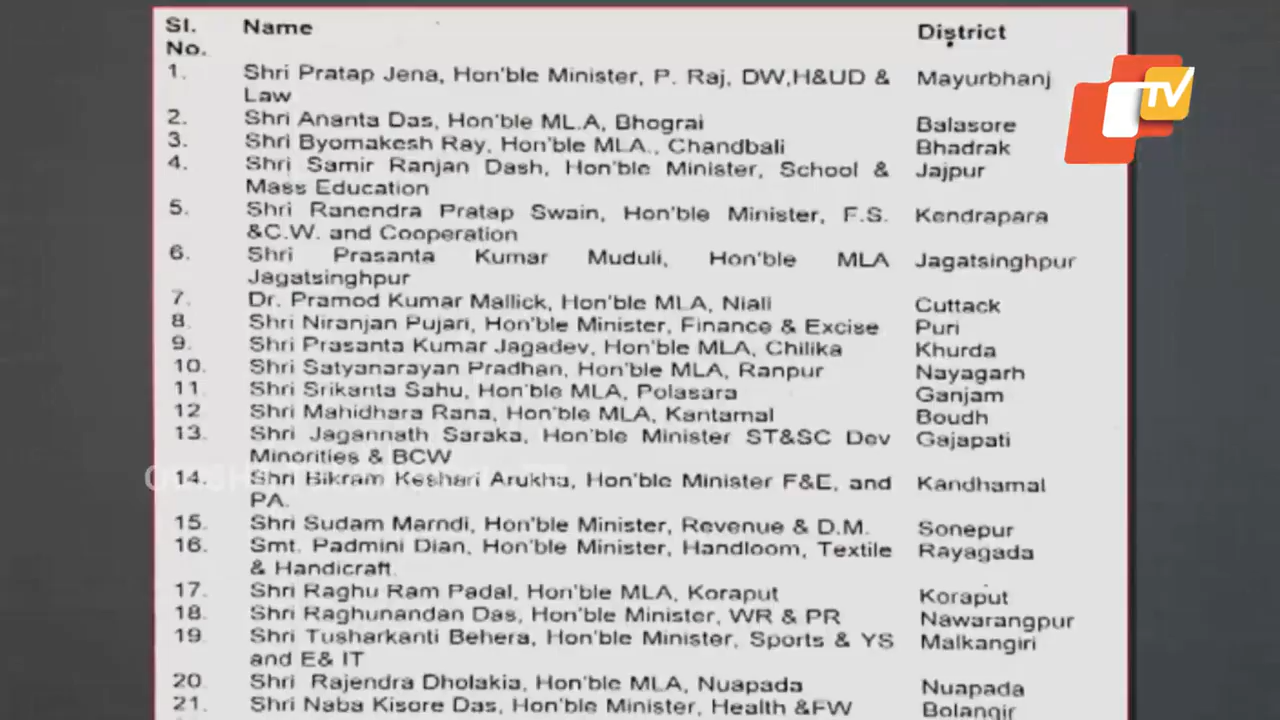 Sl. No. Name District
1. Shri Pratap Jena, Hon'ble Minister, P. Raj, DW,H&UD & Mayurbhanj
Law
2. Shri Ananta Das, Hon'ble ML.A, Bhograi Balasore
3. Shri Byomakesh Ray, Hon'ble MLA., Chandbali Bhadrak
4. Shri Samir Ranjan Dash, Hon'ble Minister, School & Jajpur
Mass Education
5. Shri Ranendra Pratap Swain, Hon'ble Minister, F.S. Kendrapara
&C.W. and Cooperation
6. Shri Prasanta Kumar Muduli, Hon'ble MLA Jagatsinghpur
Jagatsinghpur
7. Dr. Pramod Kumar Mallick, Hon'ble MLA, Niali Cuttack
8. Shri Niranjan Pujari, Hon'ble Minister, Finance & Excise Puri
9. Shri Prasanta Kumar Jagadev, Hon'ble MLA, Chilika Khurda
10. Shri Satyanarayan Pradhan, Hon'ble MLA, Ranpur Nayagarh
11. Shri Srikanta Sahu, Hon'ble MLA, Polasara Ganjam
12 Shri Mahidhara Rana, Hon'ble MLA, Kantamal Boudh
13. Shri Jagannath Saraka, Hon'ble Minister ST&SC Dev Gajapati
Minorities & BCW
14. Shri Bikram Keshari Arukha, Hon'ble Minister F&E, and Kandhamal
PA.
15. Shri Sudam Marndi, Hon'ble Minister, Revenue & D.M. Sonepur
16. Smt. Padmini Dian, Hon'ble Minister, Handloom, Textile Rayagada
& Handicraft.
17. Shri Raghu Ram Padal, Hon'ble MLA, Koraput Koraput
18. Shri Raghunandan Das, Hon'ble Minister, WR & PR Nawarangpur
19. Shri Tusharkanti Behera, Hon'ble Minister, Sports & YS Malkangiri
and E& IT
20. Shri Rajendra Dholakia, Hon'ble MLA, Nuapada Nuapada
21. Shri Naba Kisore Das, Hon'ble Minister, Health &FW Bolangir
TV